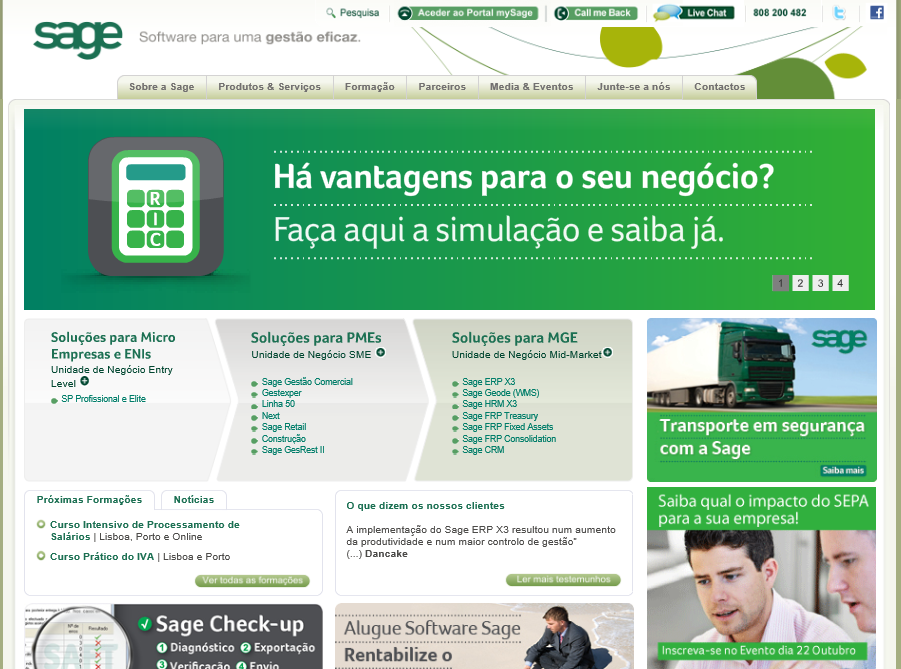 Pesquisa
Aceder ao Portal mySage
Call me Back
Live Chat
808 200 482
sage
Software para uma gestão eficaz.
Sobre a Sage
Produtos & Serviços
Formação
Parceiros
Media & Eventos
Junte-se a nós
Contactos
R
I
C
Há vantagens para o seu negócio?
Faça aqui a simulação e saiba já.
1 2 3 4
Soluções para Micro
Empresas e ENIs
Unidade de Negócio Entry
Level
SP Profissional e Elite
Soluções para PMEs
Unidade de Negócio SME
Sage Gestão Comercial
Gestexper
Linha 50
Next
Sage Retail
Construção
Sage GesRest II
Soluções para MGE
Unidade de Negócio Mid-Market
Sage ERP X3
Sage Geode (WMS)
Sage HRM X3
Sage FRP Treasury
Sage FRP Fixed Assets
Sage FRP Consolidation
Sage CRM
sage
Transporte em segurança
com a Sage
Saiba mais
Próximas Formações
Notícias
Curso Intensivo de Processamento de
Salários | Lisboa, Porto e Online
Curso Prático do IVA | Lisboa e Porto
Ver todas as formações
O que dizem os nossos clientes
A implementação do Sage ERP X3 resultou num aumento
da produtividade e num maior controlo de gestão"
(...) Dancake
Ler mais testemunhos
Saiba qual o impacto do SEPA
para a sua empresa!
Inscreva-se no Evento dia 22 Outubro
Sage Check-up
1 Diagnóstico 2 Exportação
3 Verificação 4 Envio
Alugue Software Sage
Rentabilize o